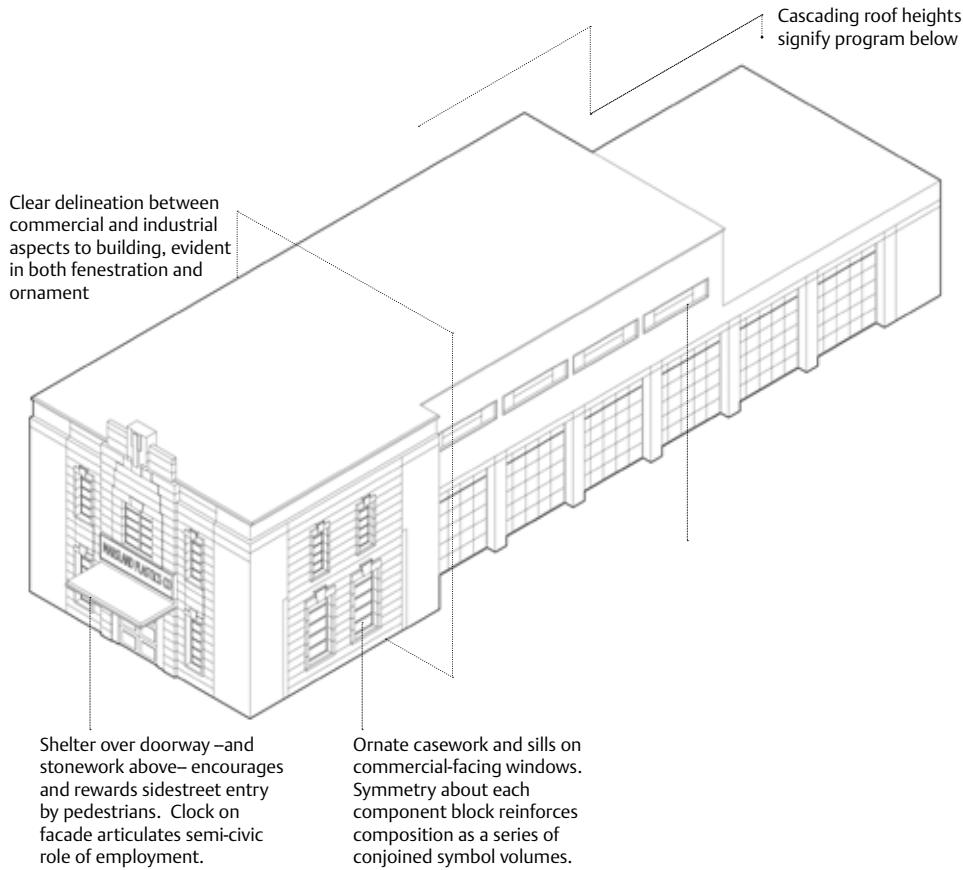 Cascading roof heights
signify program below
Clear delineation between
commercial and industrial
aspects to building, evident
in both fenestration and
ornament
PLASTICS CO
Shelter over doorway –and
stonework above– encourages
and rewards sidestreet entry
by pedestrians.  Clock on
facade articulates semi-civic
role of employment.
Ornate casework and sills on
commercial-facing windows.
Symmetry about each
component block reinforces
composition as a series of
conjoined symbol volumes.